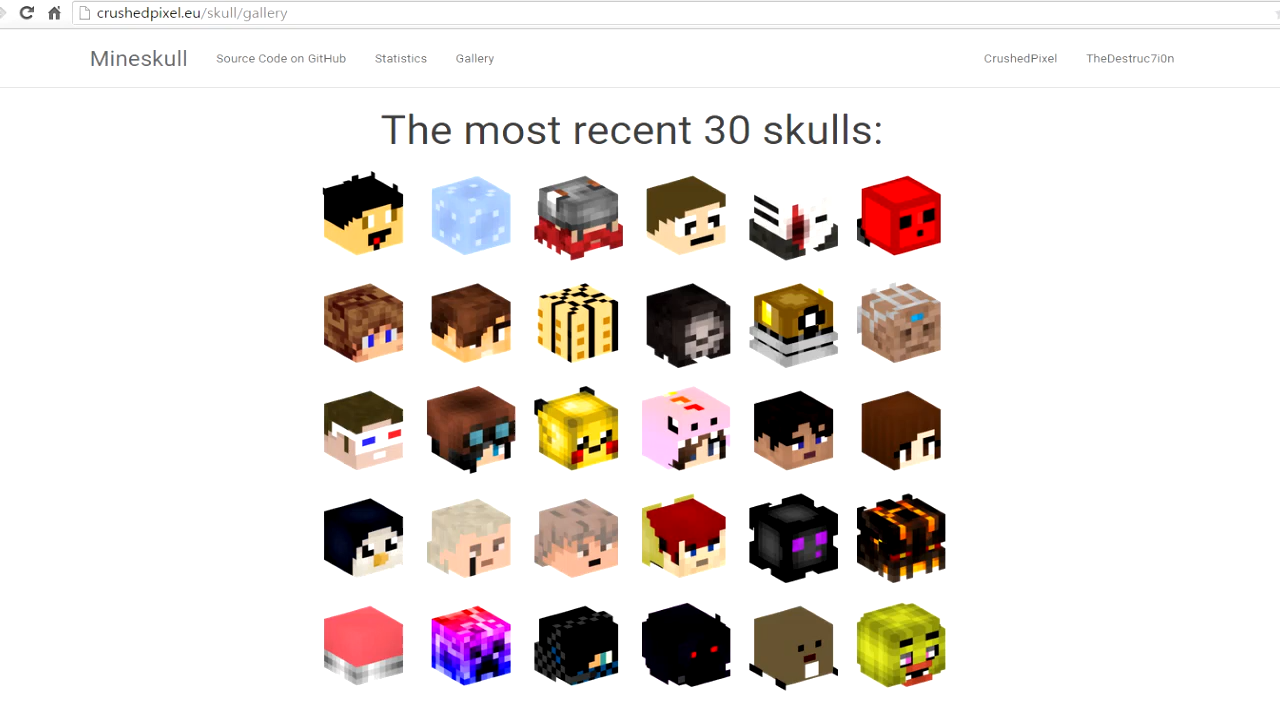 crushedpixel.eu/skull/gallery
Mineskull Source Code on GitHub Statistics Gallery CrushedPixel TheDestruc7i0n
The most recent 30 skulls: